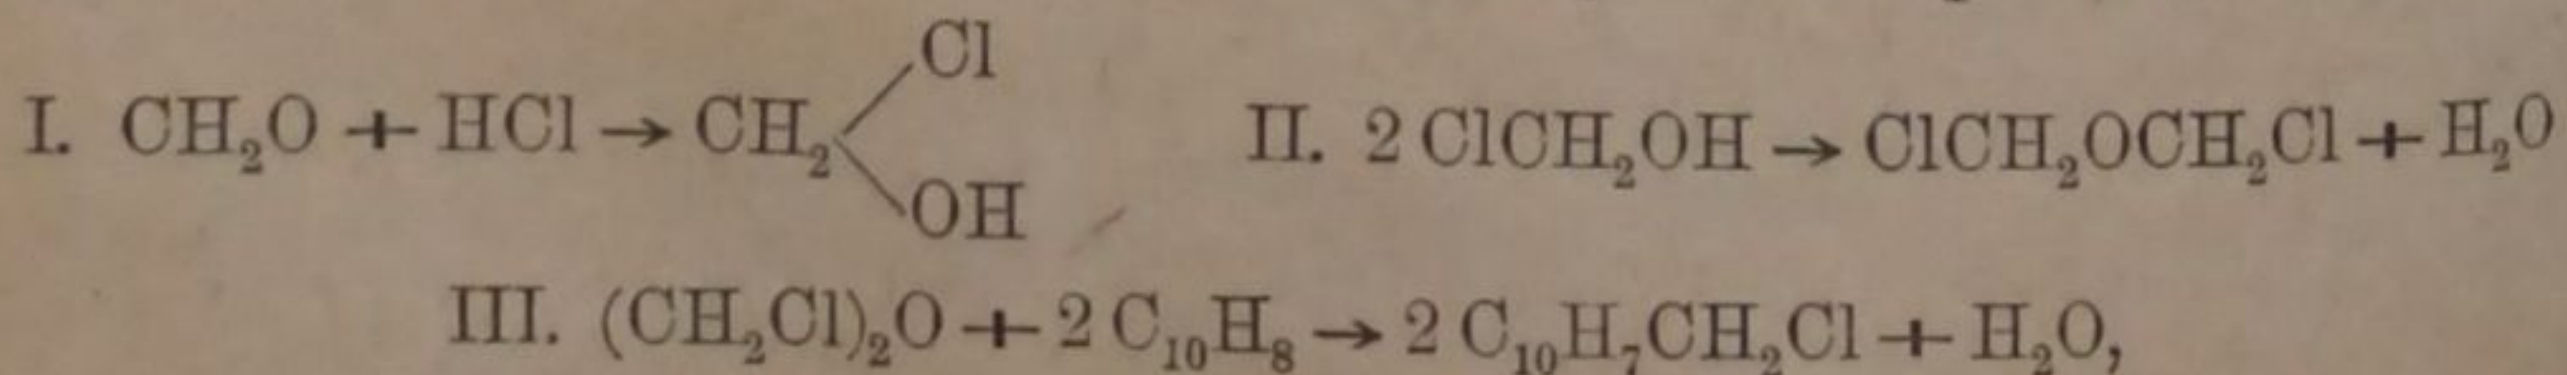 I. CH₂O + HCl → CH₂ Cl OH II. 2 ClCH₂OH → ClCH₂OCH₂Cl + H₂O
III. (CH₂Cl)₂O + 2 C₁₀H₈ → 2 C₁₀H₇CH₂Cl + H₂O,